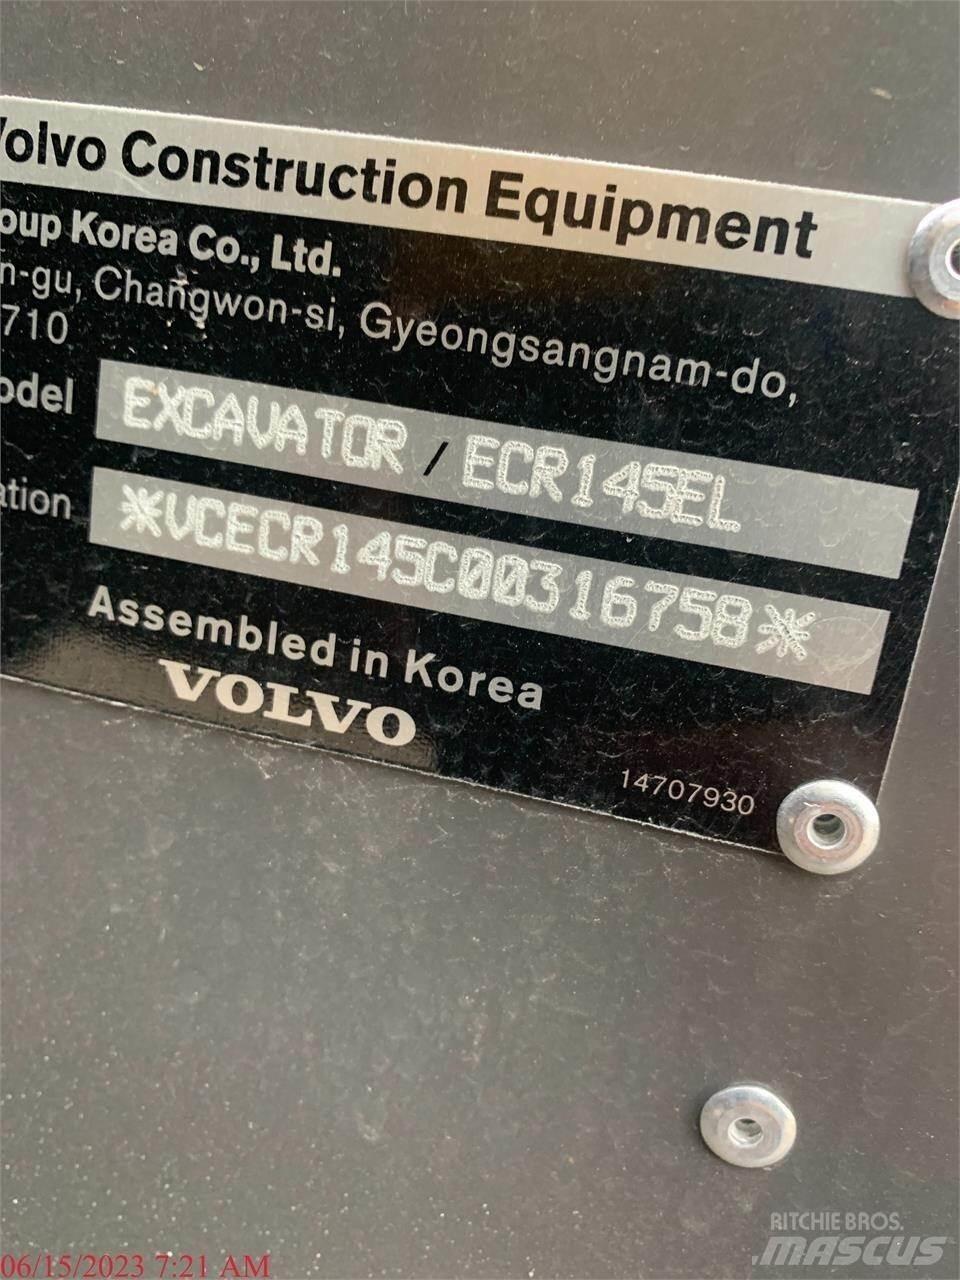 Volvo Construction Equipment
oup Korea Co., Ltd.
n-gu, Changwon-si, Gyeongsangnam-do,
710
odel EXCAVATOR / ECR145EL
ation *VCECR145C00316758*
Assembled in Korea
VOLVO
14707930
RITCHIE BROS.
MASCUS
06/15/2023 7:21 AM